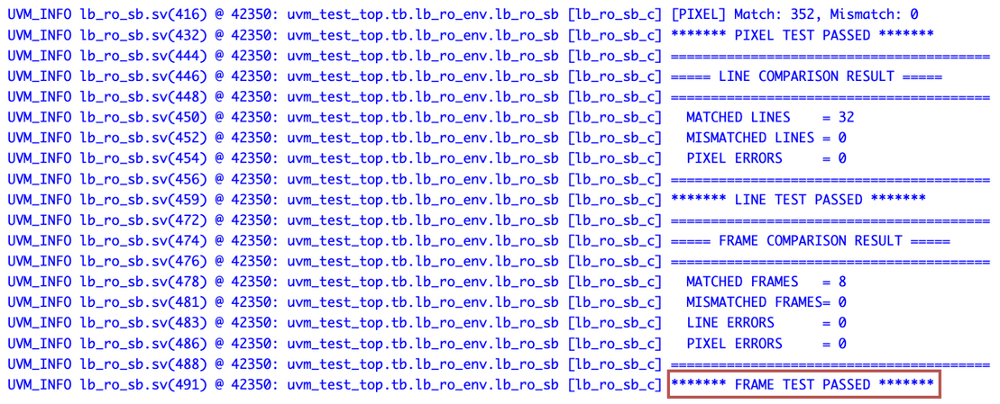 UVM_INFO lb_ro_sb.sv(416) @ 42350: uvm_test_top.tb.lb_ro_env.lb_ro_sb [lb_ro_sb_c] [PIXEL] Match: 352, Mismatch: 0
UVM_INFO lb_ro_sb.sv(432) @ 42350: uvm_test_top.tb.lb_ro_env.lb_ro_sb [lb_ro_sb_c] ******* PIXEL TEST PASSED *******
UVM_INFO lb_ro_sb.sv(444) @ 42350: uvm_test_top.tb.lb_ro_env.lb_ro_sb [lb_ro_sb_c] ========================================
UVM_INFO lb_ro_sb.sv(446) @ 42350: uvm_test_top.tb.lb_ro_env.lb_ro_sb [lb_ro_sb_c] ===== LINE COMPARISON RESULT =====
UVM_INFO lb_ro_sb.sv(448) @ 42350: uvm_test_top.tb.lb_ro_env.lb_ro_sb [lb_ro_sb_c] ========================================
UVM_INFO lb_ro_sb.sv(450) @ 42350: uvm_test_top.tb.lb_ro_env.lb_ro_sb [lb_ro_sb_c]   MATCHED LINES    = 32
UVM_INFO lb_ro_sb.sv(452) @ 42350: uvm_test_top.tb.lb_ro_env.lb_ro_sb [lb_ro_sb_c]   MISMATCHED LINES = 0
UVM_INFO lb_ro_sb.sv(454) @ 42350: uvm_test_top.tb.lb_ro_env.lb_ro_sb [lb_ro_sb_c]   PIXEL ERRORS     = 0
UVM_INFO lb_ro_sb.sv(456) @ 42350: uvm_test_top.tb.lb_ro_env.lb_ro_sb [lb_ro_sb_c] ========================================
UVM_INFO lb_ro_sb.sv(459) @ 42350: uvm_test_top.tb.lb_ro_env.lb_ro_sb [lb_ro_sb_c] ******* LINE TEST PASSED *******
UVM_INFO lb_ro_sb.sv(472) @ 42350: uvm_test_top.tb.lb_ro_env.lb_ro_sb [lb_ro_sb_c] ========================================
UVM_INFO lb_ro_sb.sv(474) @ 42350: uvm_test_top.tb.lb_ro_env.lb_ro_sb [lb_ro_sb_c] ===== FRAME COMPARISON RESULT =====
UVM_INFO lb_ro_sb.sv(476) @ 42350: uvm_test_top.tb.lb_ro_env.lb_ro_sb [lb_ro_sb_c] ========================================
UVM_INFO lb_ro_sb.sv(478) @ 42350: uvm_test_top.tb.lb_ro_env.lb_ro_sb [lb_ro_sb_c]   MATCHED FRAMES   = 8
UVM_INFO lb_ro_sb.sv(481) @ 42350: uvm_test_top.tb.lb_ro_env.lb_ro_sb [lb_ro_sb_c]   MISMATCHED FRAMES= 0
UVM_INFO lb_ro_sb.sv(483) @ 42350: uvm_test_top.tb.lb_ro_env.lb_ro_sb [lb_ro_sb_c]   LINE ERRORS      = 0
UVM_INFO lb_ro_sb.sv(486) @ 42350: uvm_test_top.tb.lb_ro_env.lb_ro_sb [lb_ro_sb_c]   PIXEL ERRORS     = 0
UVM_INFO lb_ro_sb.sv(488) @ 42350: uvm_test_top.tb.lb_ro_env.lb_ro_sb [lb_ro_sb_c] ========================================
UVM_INFO lb_ro_sb.sv(491) @ 42350: uvm_test_top.tb.lb_ro_env.lb_ro_sb [lb_ro_sb_c] ******* FRAME TEST PASSED *******